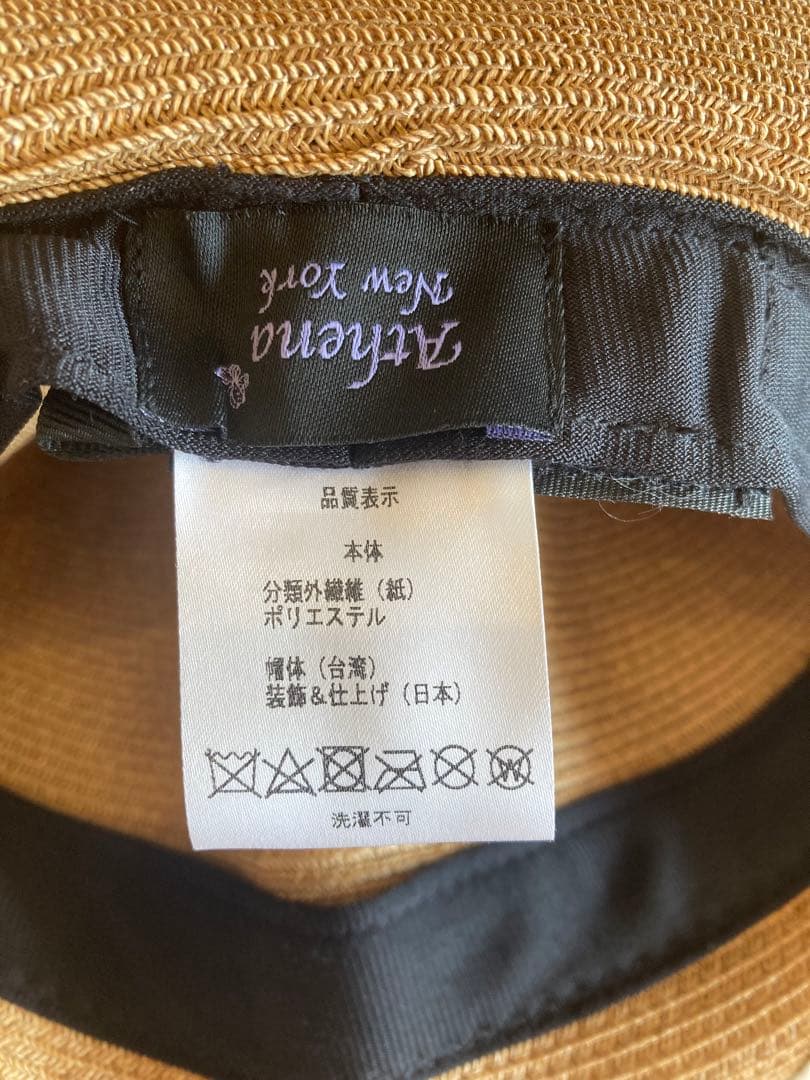 Athena
New York
品質表示
本体
分類外繊維（紙）
ポリエステル
帽体（台湾）
装飾&仕上げ（日本）
W
洗濯不可